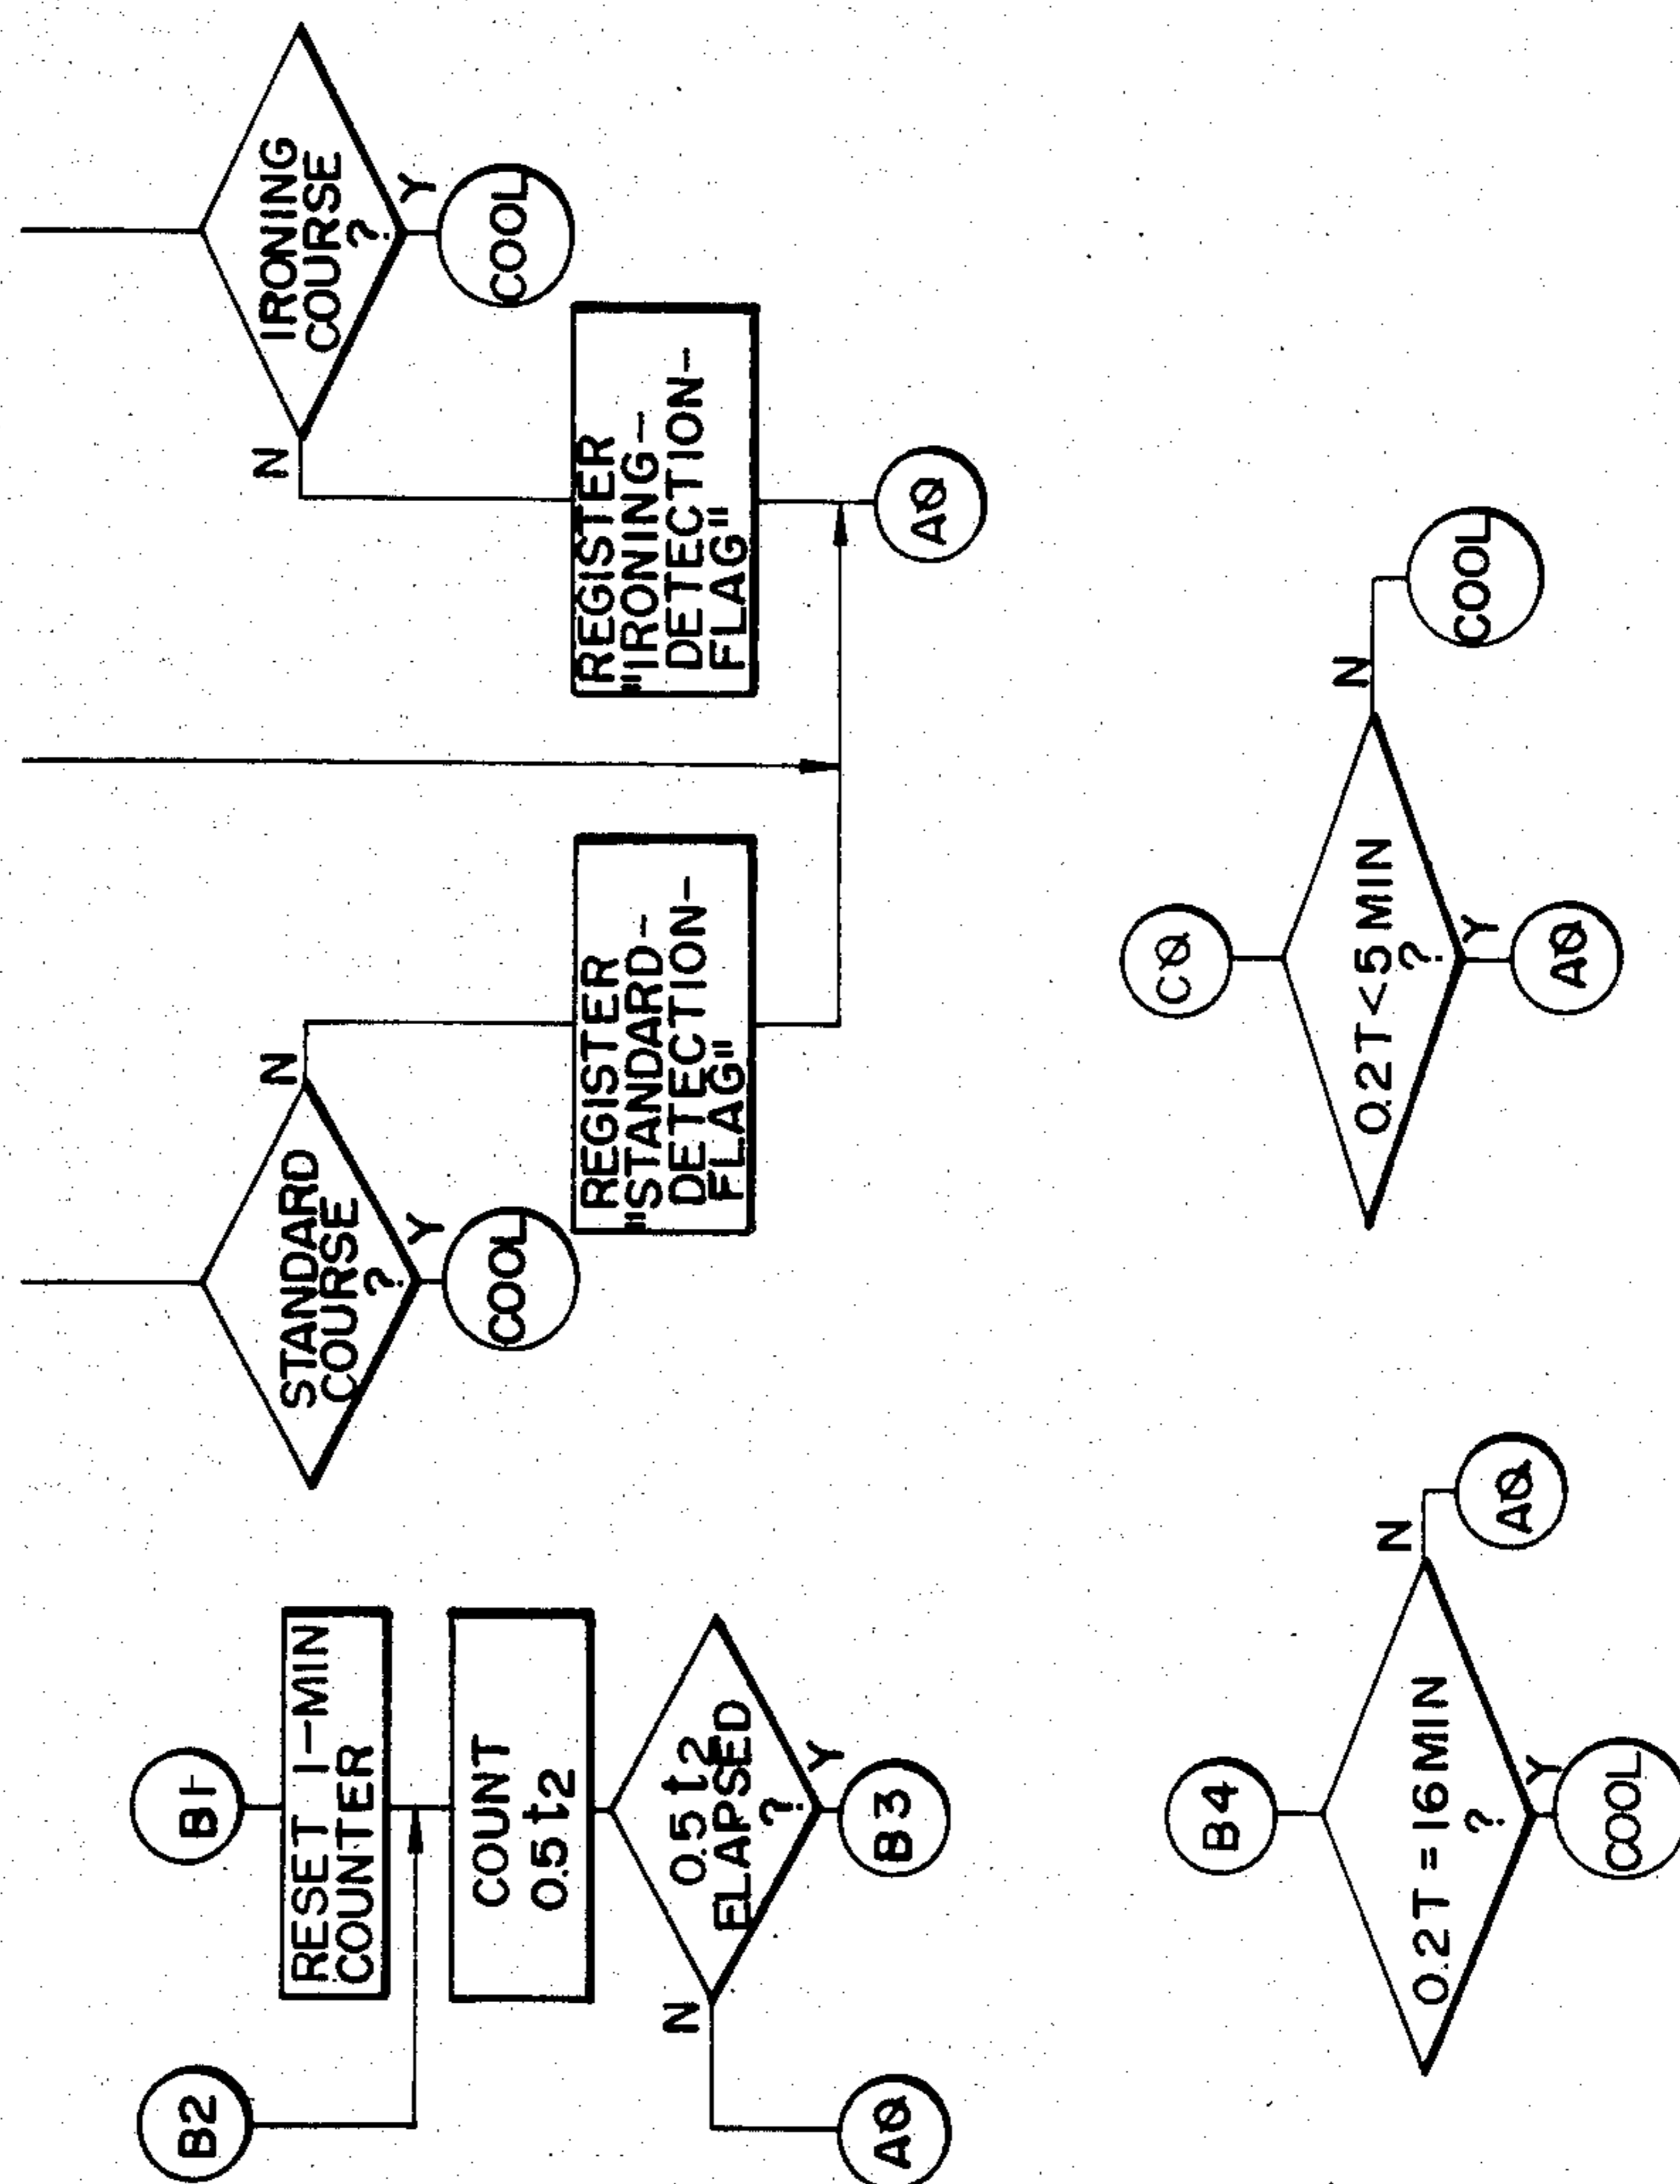 B2
B1
RESET 1-MIN
COUNTER
COUNT
0.5t2
0.5t2
ELAPSED
?
N
Y
AØ
B3
STANDARD
COURSE
?
N
Y
COOL
REGISTER
"STANDARD-
DETECTION-
FLAG"
IRONING
COURSE
?
N
Y
COOL
REGISTER
"IRONING-
DETECTION-
FLAG"
AØ
B4
0.2T=16MIN
?
N
AØ
Y
COOL
CØ
0.2T<5MIN
?
N
COOL
Y
AØ